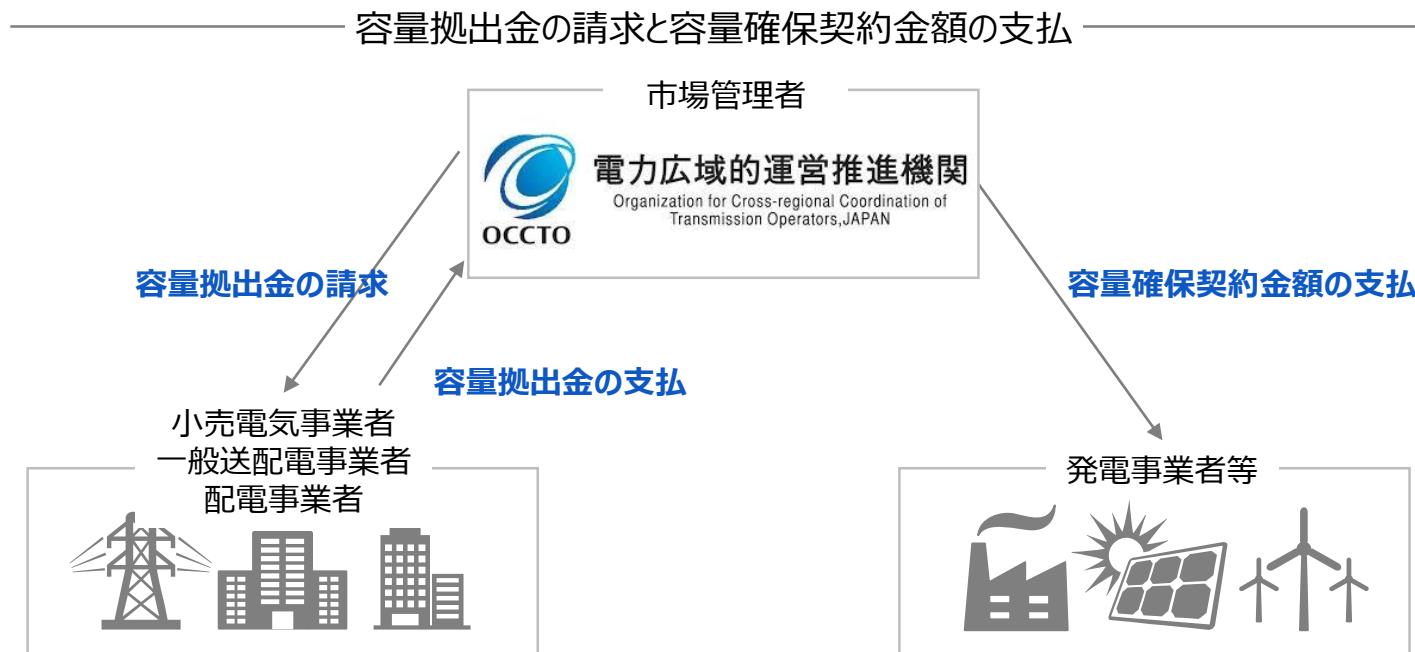 容量拠出金の請求と容量確保契約金額の支払
市場管理者
電力広域的運営推進機関
Organization for Cross-regional Coordination of
Transmission Operators,JAPAN
OCCTO
容量拠出金の請求
容量確保契約金額の支払
容量拠出金の支払
小売電気事業者
一般送配電事業者
配電事業者
発電事業者等